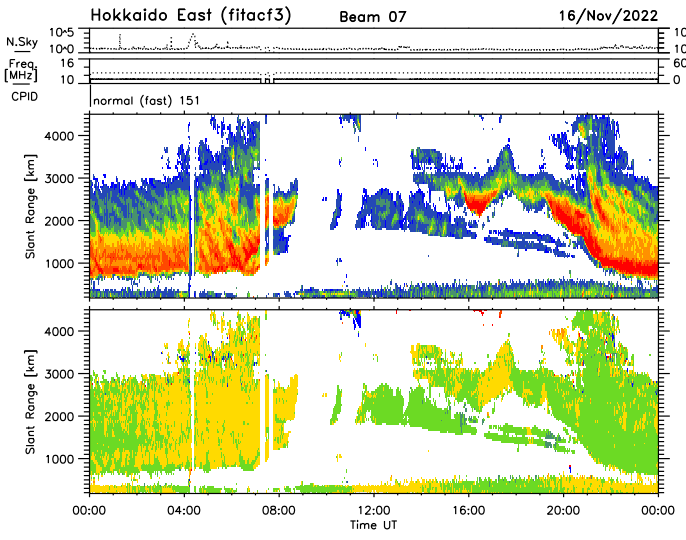 Hokkaido East (fitacf3) Beam 07 16/Nov/2022
N.Sky 10^5 10^0 10 10
Freq. [MHz] 16 10 60 0
CPID normal (fast) 151
Slant Range [km] 4000 3000 2000 1000
Slant Range [km] 4000 3000 2000 1000
00:00 04:00 08:00 12:00 16:00 20:00 00:00
Time UT